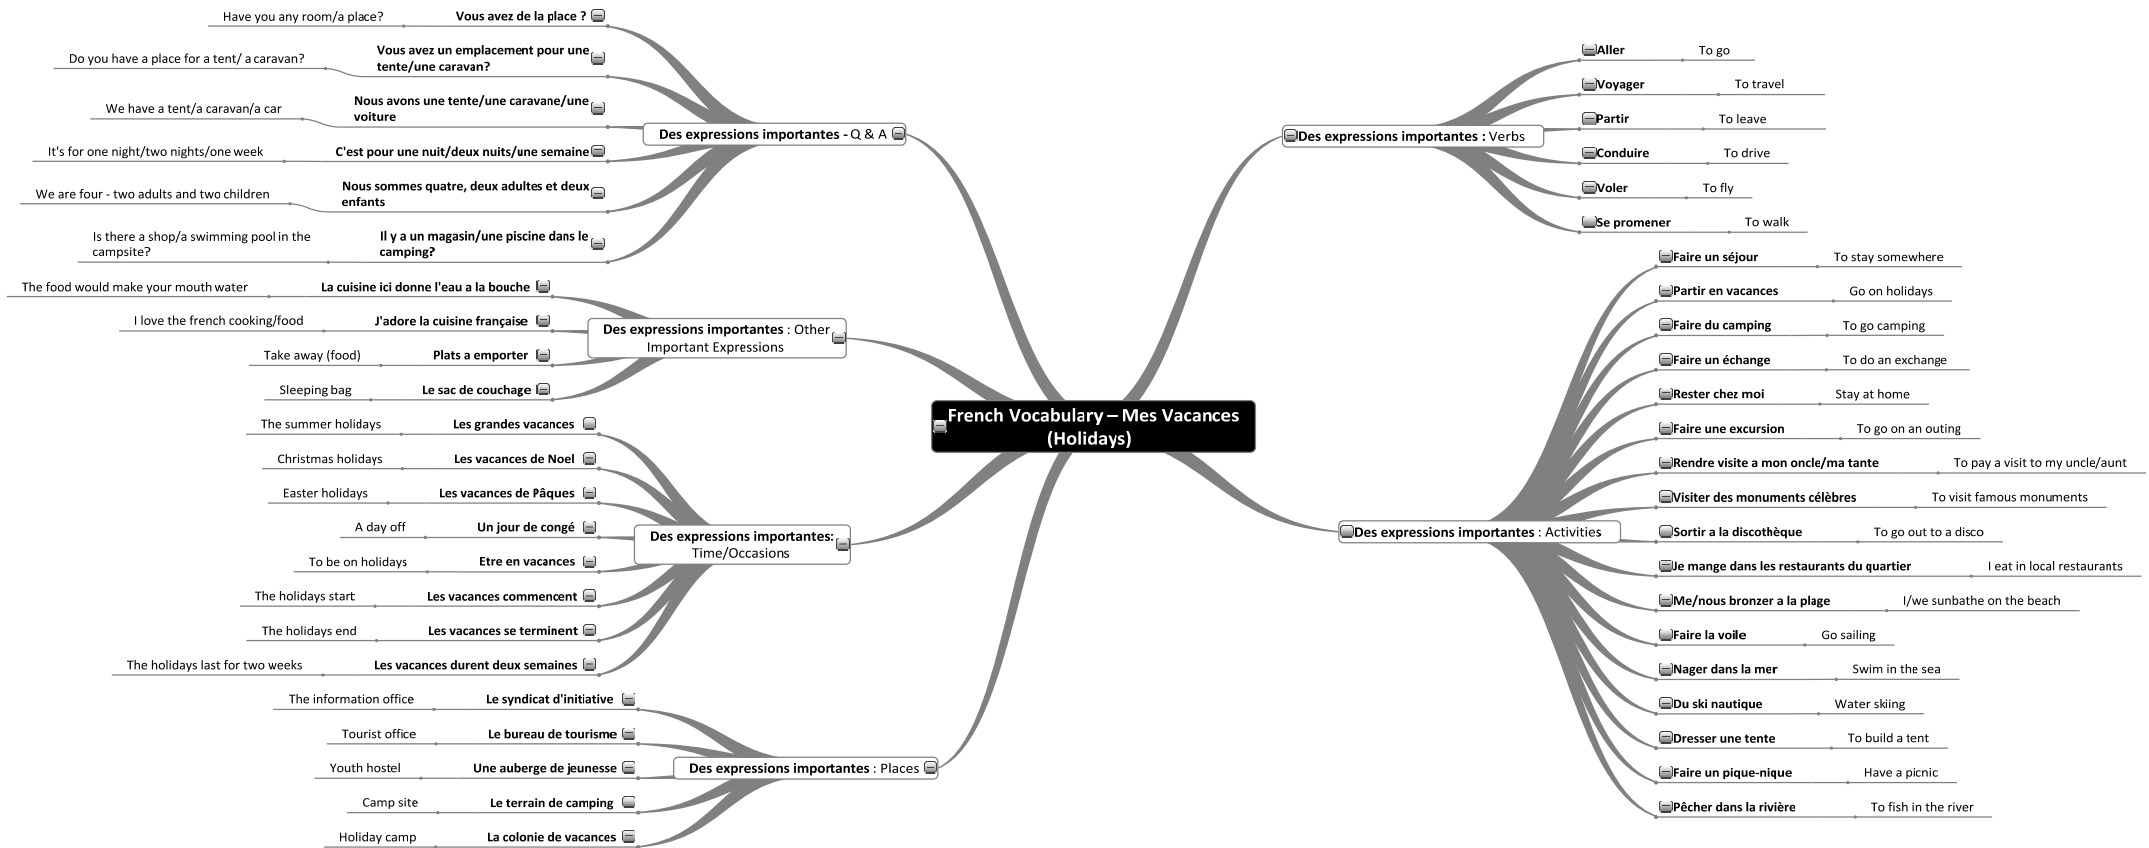 French Vocabulary – Mes Vacances
(Holidays)
Des expressions importantes - Q & A
Vous avez de la place ?
Have you any room/a place?
Vous avez un emplacement pour une
tente/une caravan?
Do you have a place for a tent/ a caravan?
Nous avons une tente/une caravane/une
voiture
We have a tent/a caravan/a car
C'est pour une nuit/deux nuits/une semaine
It's for one night/two nights/one week
Nous sommes quatre, deux adultes et deux
enfants
We are four - two adults and two children
Il y a un magasin/une piscine dans le
camping?
Is there a shop/a swimming pool in the
campsite?
Des expressions importantes : Other
Important Expressions
La cuisine ici donne l'eau a la bouche
The food would make your mouth water
J'adore la cuisine française
I love the french cooking/food
Plats a emporter
Take away (food)
Le sac de couchage
Sleeping bag
Des expressions importantes:
Time/Occasions
Les grandes vacances
The summer holidays
Les vacances de Noel
Christmas holidays
Les vacances de Pâques
Easter holidays
Un jour de congé
A day off
Etre en vacances
To be on holidays
Les vacances commencent
The holidays start
Les vacances se terminent
The holidays end
Les vacances durent deux semaines
The holidays last for two weeks
Des expressions importantes : Places
Le syndicat d'initiative
The information office
Le bureau de tourisme
Tourist office
Une auberge de jeunesse
Youth hostel
Le terrain de camping
Camp site
La colonie de vacances
Holiday camp
Des expressions importantes : Verbs
Aller
To go
Voyager
To travel
Partir
To leave
Conduire
To drive
Voler
To fly
Se promener
To walk
Des expressions importantes : Activities
Faire un séjour
To stay somewhere
Partir en vacances
Go on holidays
Faire du camping
To go camping
Faire un échange
To do an exchange
Rester chez moi
Stay at home
Faire une excursion
To go on an outing
Rendre visite a mon oncle/ma tante
To pay a visit to my uncle/aunt
Visiter des monuments célèbres
To visit famous monuments
Sortir a la discothèque
To go out to a disco
Je mange dans les restaurants du quartier
I eat in local restaurants
Me/nous bronzer a la plage
I/we sunbathe on the beach
Faire la voile
Go sailing
Nager dans la mer
Swim in the sea
Du ski nautique
Water skiing
Dresser une tente
To build a tent
Faire un pique-nique
Have a picnic
Pêcher dans la rivière
To fish in the river